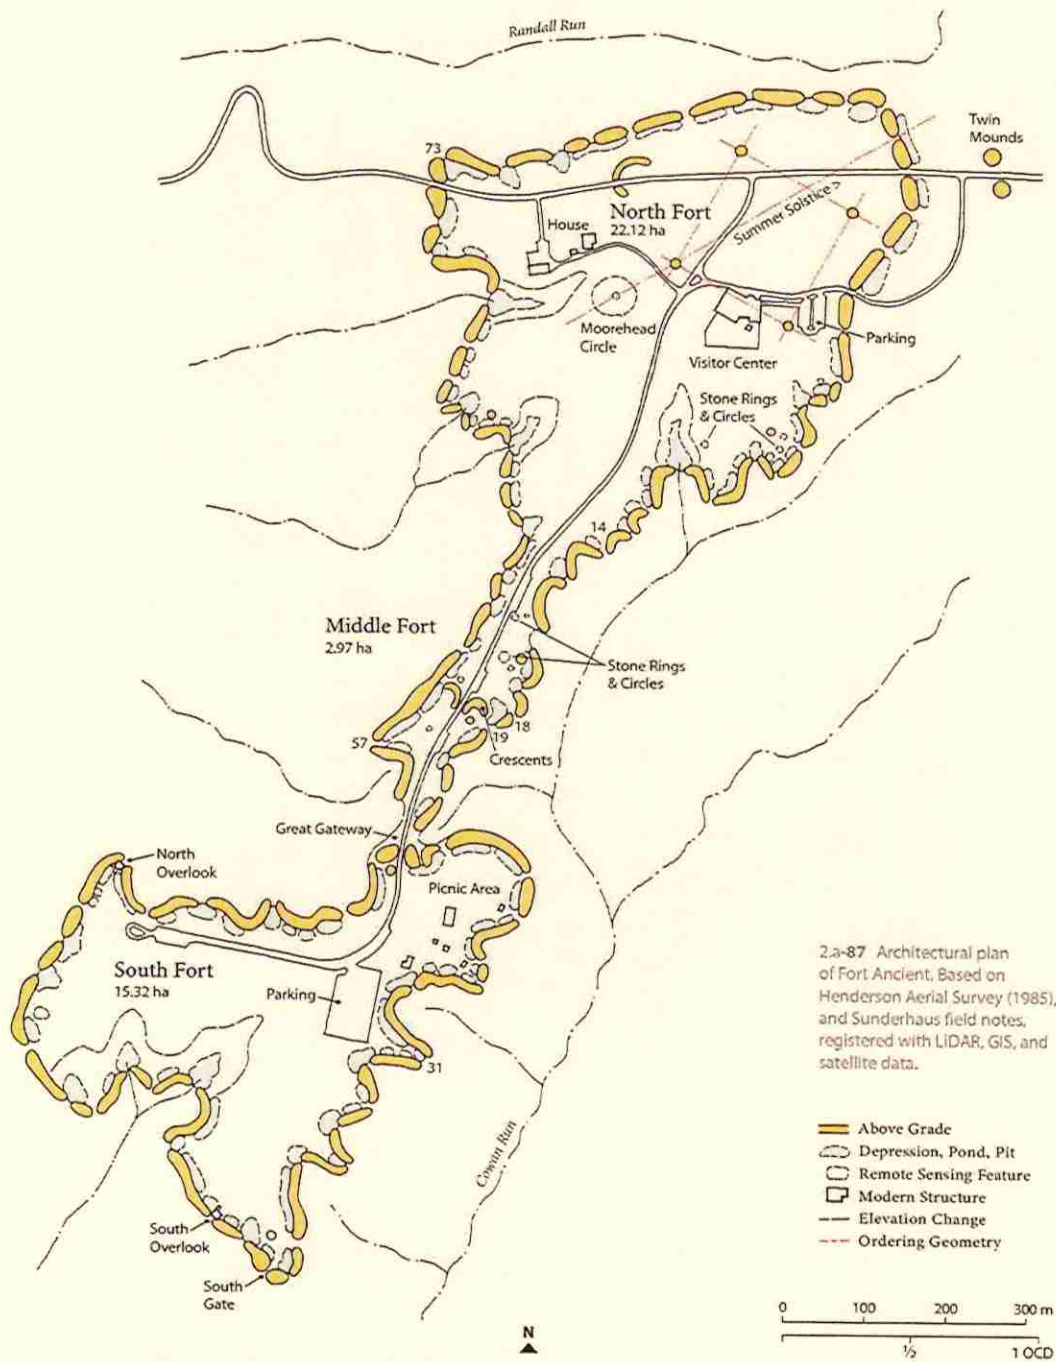 Randall Run
Twin
Mounds
73
House
North Fort
22.12 ha
Summer Solstice >
Moorehead
Circle
Parking
Visitor Center
Stone Rings
& Circles
14
Middle Fort
2.97 ha
Stone Rings
& Circles
18
19
57
Crescents
Great Gateway
North
Overlook
Picnic Area
South Fort
15.32 ha
Parking
31
Cowan Run
South
Overlook
South
Gate
2.a-87 Architectural plan
of Fort Ancient. Based on
Henderson Aerial Survey (1985),
and Sunderhaus field notes,
registered with LiDAR, GIS, and
satellite data.
Above Grade
Depression, Pond, Pit
Remote Sensing Feature
Modern Structure
Elevation Change
Ordering Geometry
0 100 200 300 m
½ 1 OCD
N